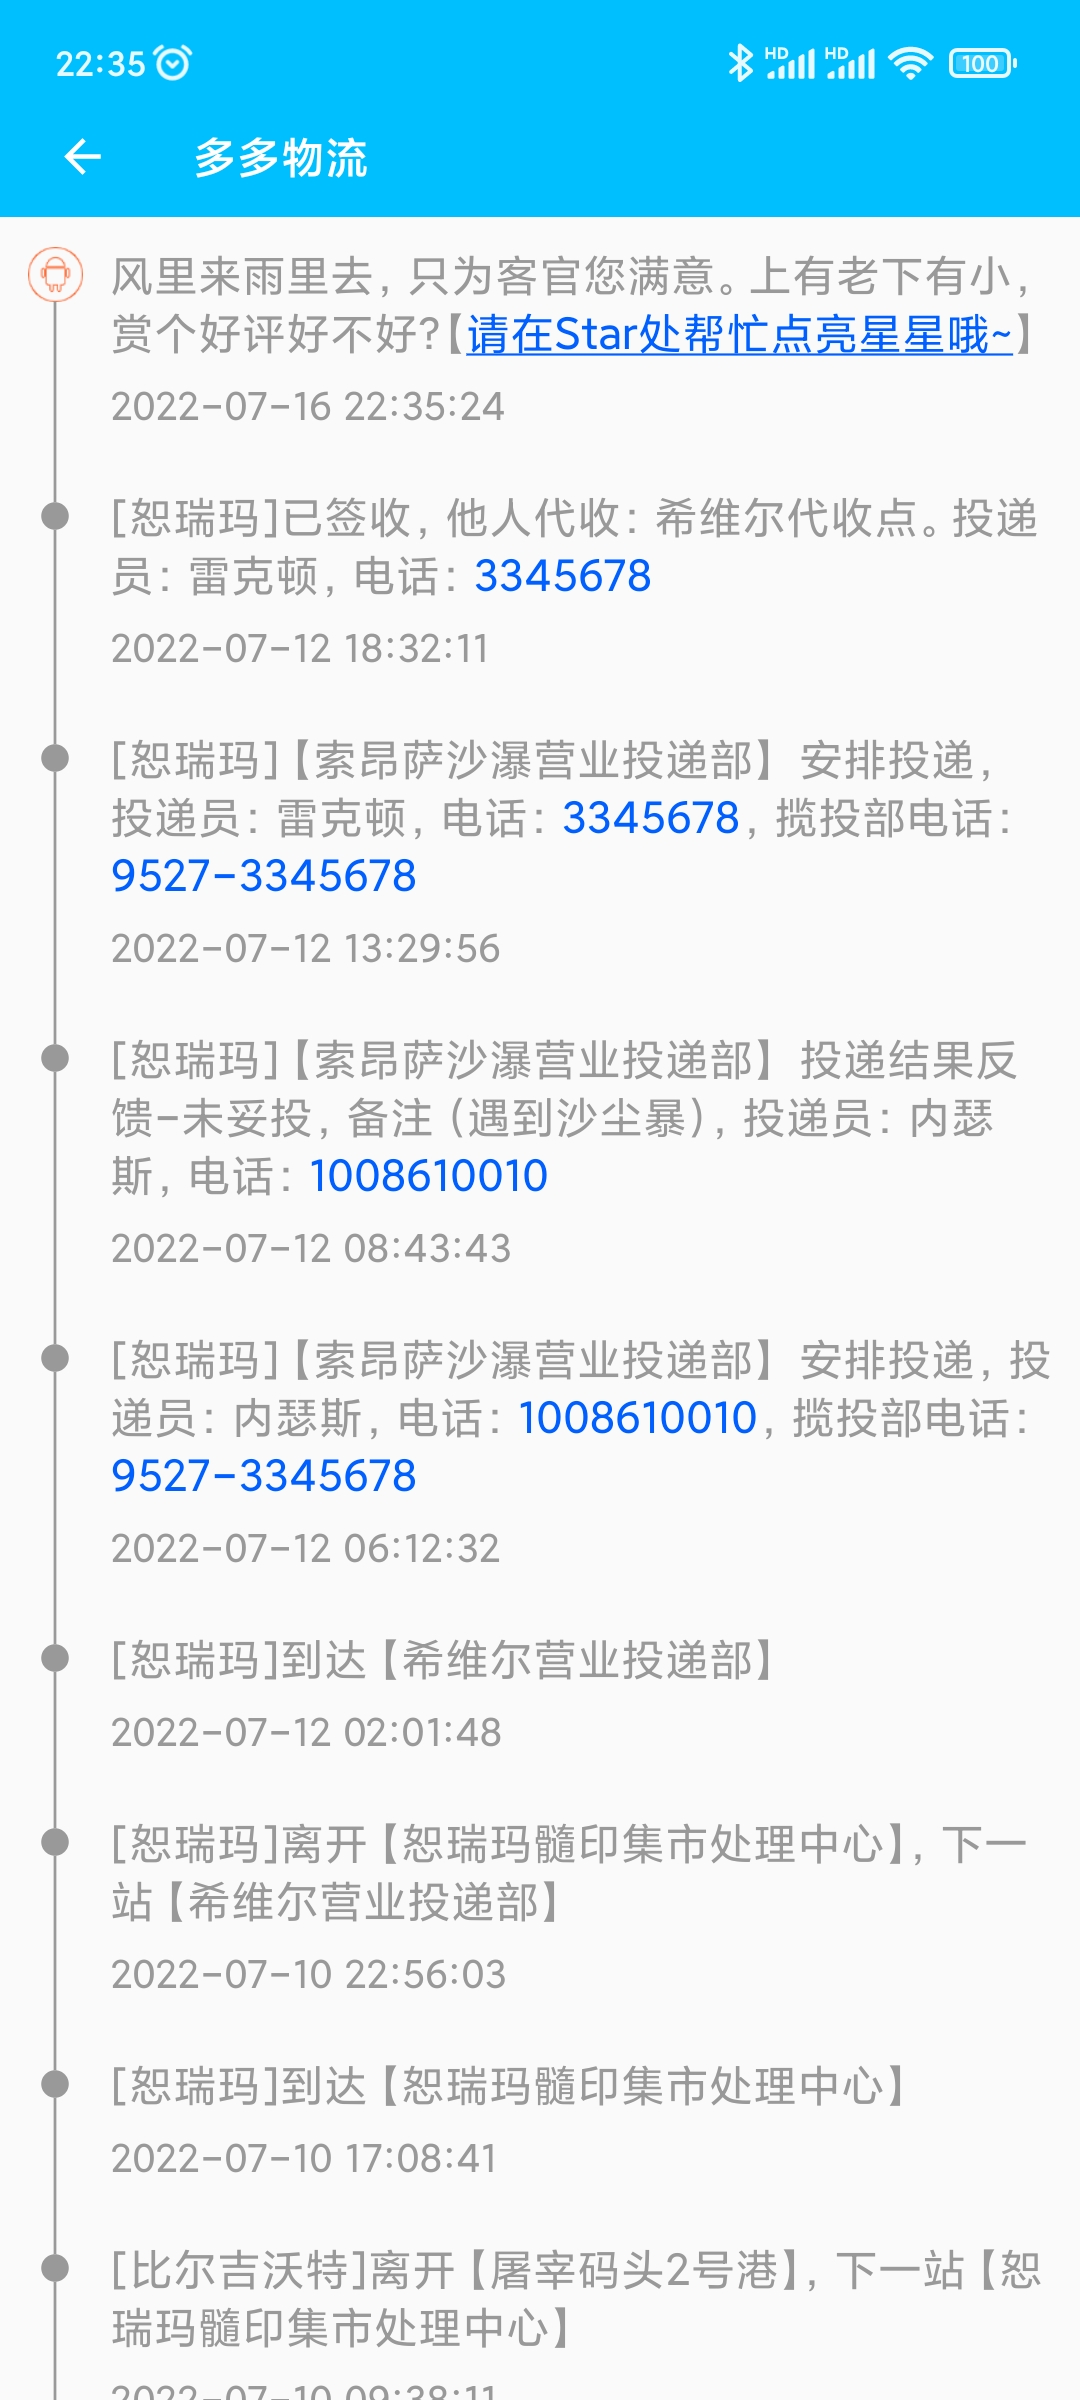 22:35
HD HD 100
多多物流
风里来雨里去，只为客官您满意。上有老下有小，
赏个好评好不好?【请在Star处帮忙点亮星星哦~】
2022-07-16 22:35:24
[恕瑞玛]已签收，他人代收：希维尔代收点。投递
员：雷克顿，电话：3345678
2022-07-12 18:32:11
[恕瑞玛]【索昂萨沙瀑营业投递部】 安排投递，
投递员：雷克顿，电话：3345678，揽投部电话：
9527-3345678
2022-07-12 13:29:56
[恕瑞玛]【索昂萨沙瀑营业投递部】 投递结果反
馈-未妥投，备注（遇到沙尘暴），投递员：内瑟
斯，电话：1008610010
2022-07-12 08:43:43
[恕瑞玛]【索昂萨沙瀑营业投递部】 安排投递，投
递员：内瑟斯，电话：1008610010，揽投部电话：
9527-3345678
2022-07-12 06:12:32
[恕瑞玛]到达【希维尔营业投递部】
2022-07-12 02:01:48
[恕瑞玛]离开【恕瑞玛髓印集市处理中心】，下一
站【希维尔营业投递部】
2022-07-10 22:56:03
[恕瑞玛]到达【恕瑞玛髓印集市处理中心】
2022-07-10 17:08:41
[比尔吉沃特]离开【屠宰码头2号港】，下一站【恕
瑞玛髓印集市处理中心】
2022-07-10 09:38:11